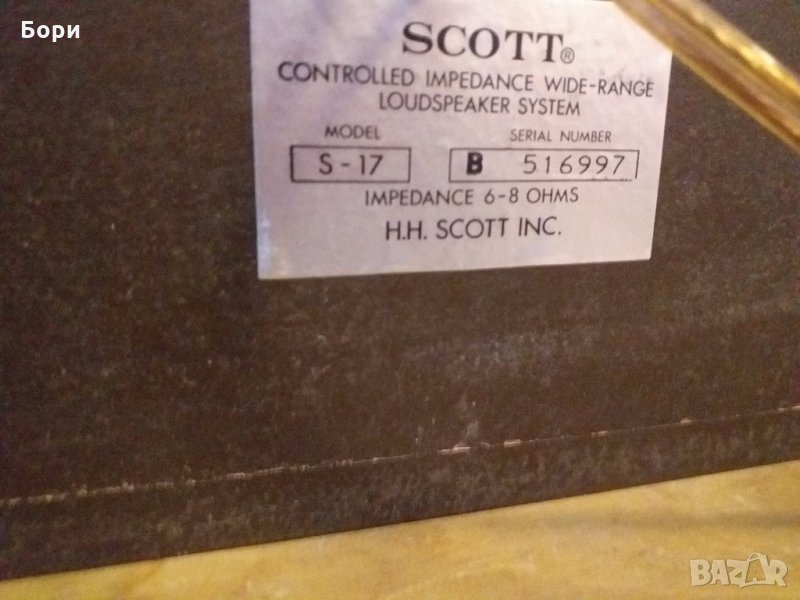 Бори
SCOTT®
CONTROLLED IMPEDANCE WIDE-RANGE
LOUDSPEAKER SYSTEM
MODEL SERIAL NUMBER
S-17 B 516997
IMPEDANCE 6-8 OHMS
H.H. SCOTT INC.
BAZAR